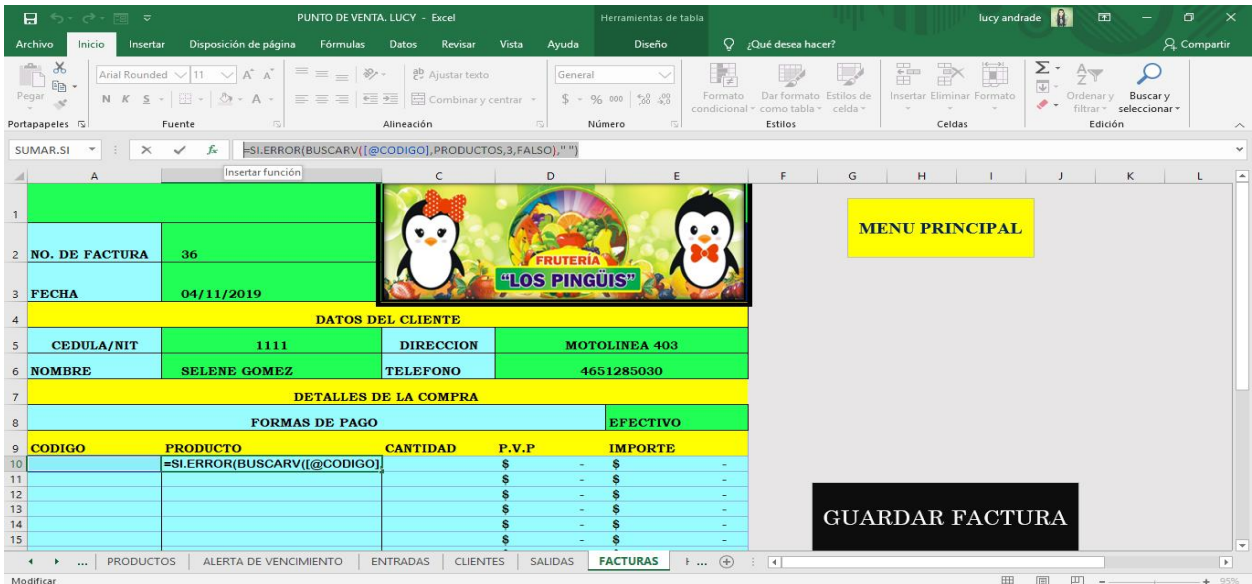 PUNTO DE VENTA. LUCY - Excel
Herramientas de tabla
lucy andrade
Archivo Inicio Insertar Disposición de página Fórmulas Datos Revisar Vista Ayuda Diseño ¿Qué desea hacer? Compartir
Pegar
Arial Rounded 11 A A
Ajustar texto
General
N K S A
Combinar y centrar
$ - % 000
Formato condicional
Dar formato como tabla
Estilos de celda
Insertar Eliminar Formato
Ordenar y filtrar
Buscar y seleccionar
Portapapeles Fuente Alineación Número Estilos Celdas Edición
SUMAR.SI fx =SI.ERROR(BUSCARV([@CODIGO],PRODUCTOS,3,FALSO)," ")
Insertar función
A C D E F G H I J K L
1
FRUTERÍA
"LOS PINGÜIS"
MENU PRINCIPAL
2 NO. DE FACTURA 36
3 FECHA 04/11/2019
4 DATOS DEL CLIENTE
5 CEDULA/NIT 1111 DIRECCION MOTOLINEA 403
6 NOMBRE SELENE GOMEZ TELEFONO 4651285030
7 DETALLES DE LA COMPRA
8 FORMAS DE PAGO EFECTIVO
9 CODIGO PRODUCTO CANTIDAD P.V.P IMPORTE
10 =SI.ERROR(BUSCARV([@CODIGO], $ - $ -
11 $ - $ -
12 $ - $ -
13 $ - $ -
14 $ - $ -
15 $ - $ -
GUARDAR FACTURA
... PRODUCTOS ALERTA DE VENCIMIENTO ENTRADAS CLIENTES SALIDAS FACTURAS ...
Modificar 95%